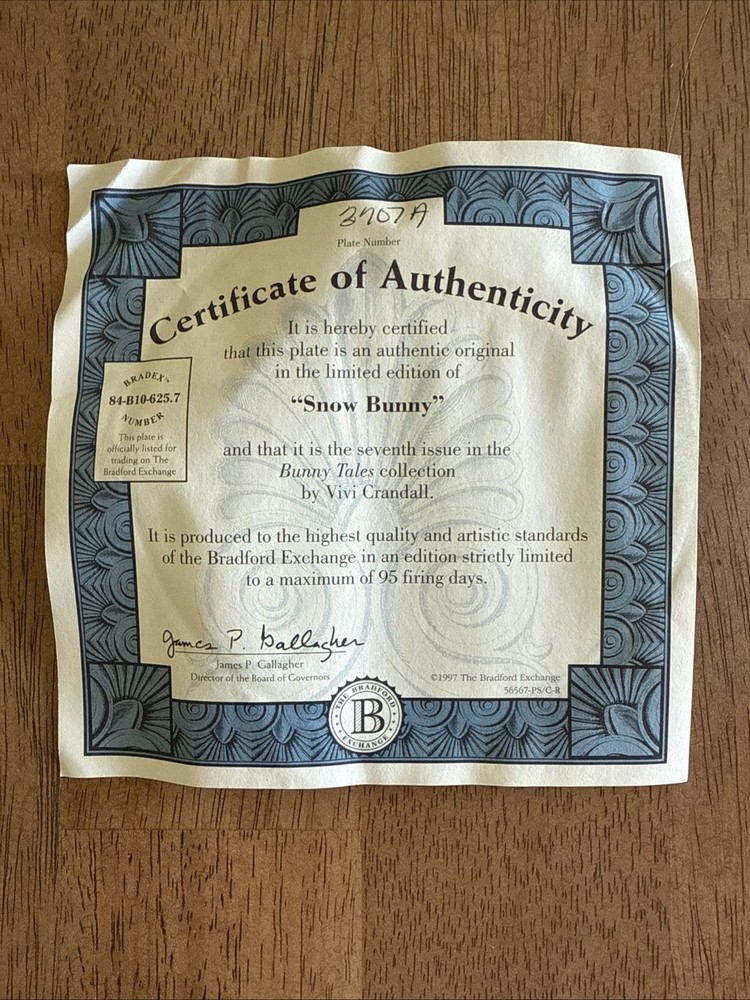 3707A
Plate Number
Certificate of Authenticity
It is hereby certified
that this plate is an authentic original
in the limited edition of
“Snow Bunny”
BRADEX™
84-B10-625.7
NUMBER
This plate is
officially listed for
trading on The
Bradford Exchange
and that it is the seventh issue in the
Bunny Tales collection
by Vivi Crandall.
It is produced to the highest quality and artistic standards
of the Bradford Exchange in an edition strictly limited
to a maximum of 95 firing days.
James P. Gallagher
James P. Gallagher
Director of the Board of Governors
©1997 The Bradford Exchange
56567-PS/C-R
THE BRADFORD
B
EXCHANGE